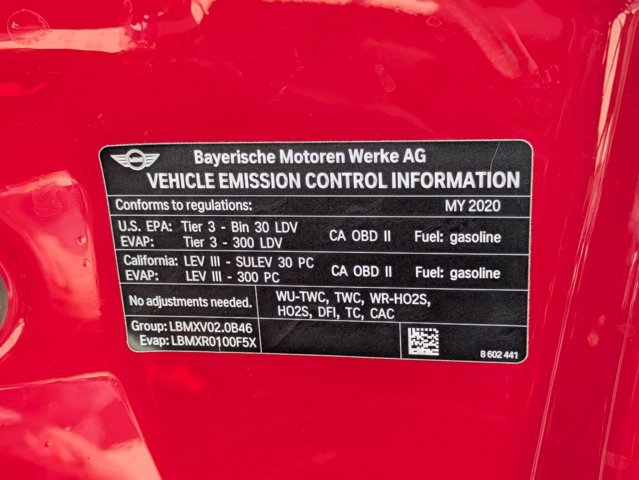 MINI
Bayerische Motoren Werke AG
VEHICLE EMISSION CONTROL INFORMATION
Conforms to regulations: MY 2020
U.S. EPA: Tier 3 - Bin 30 LDV
EVAP: Tier 3 - 300 LDV
CA OBD II Fuel: gasoline
California: LEV III - SULEV 30 PC
EVAP: LEV III - 300 PC
CA OBD II Fuel: gasoline
No adjustments needed.
WU-TWC, TWC, WR-HO2S,
HO2S, DFI, TC, CAC
Group: LBMXV02.0B46
Evap: LBMXR0100F5X
8 602 441